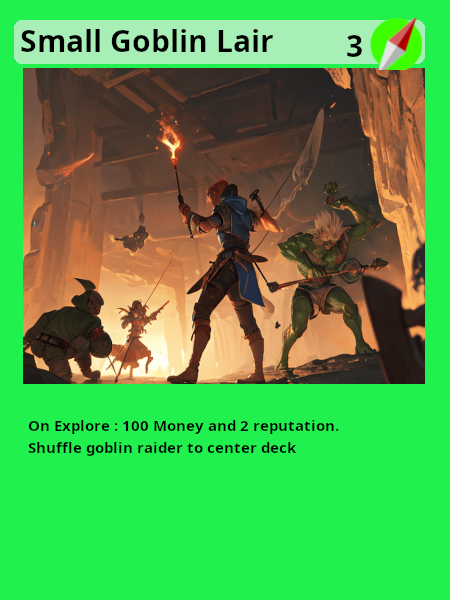 Small Goblin Lair
3
On Explore : 100 Money and 2 reputation.
Shuffle goblin raider to center deck